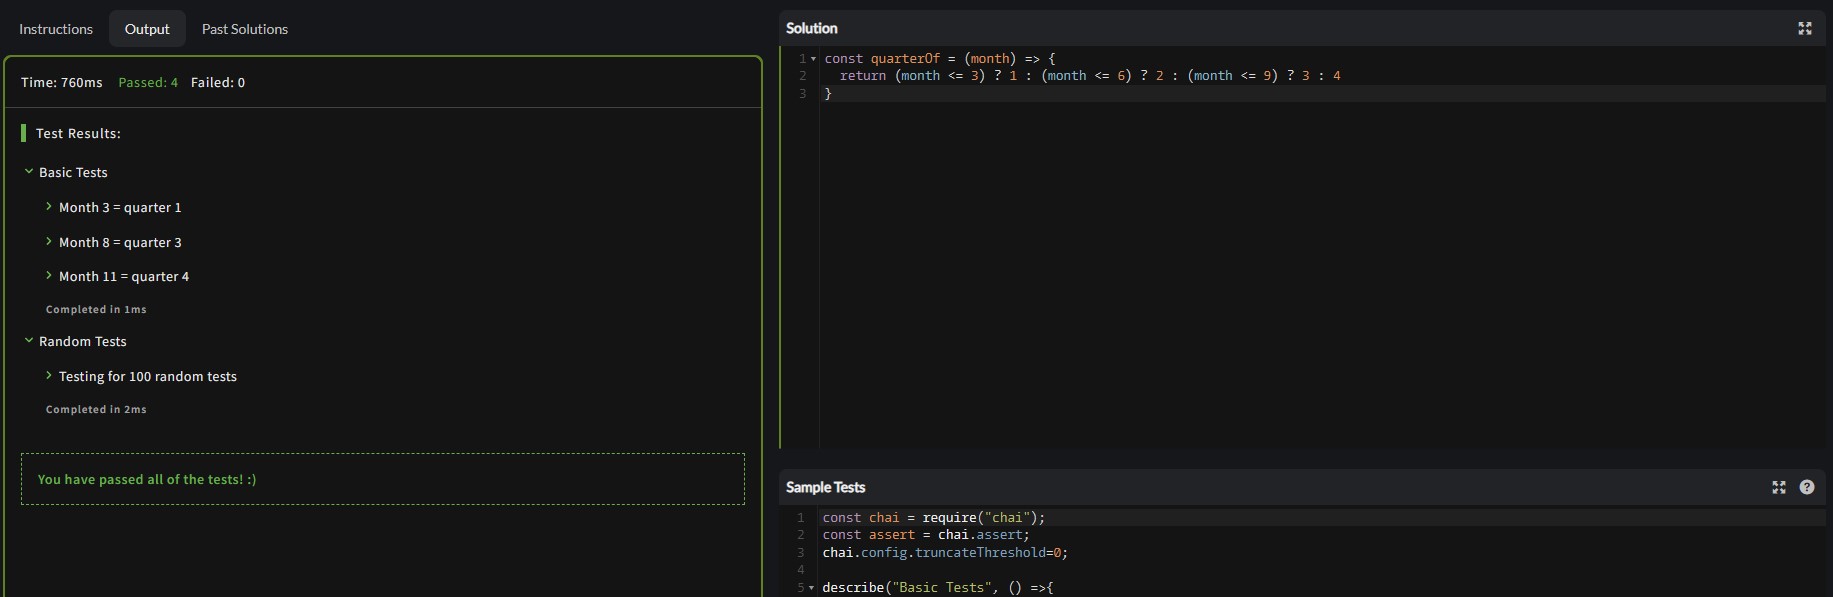 Instructions Output Past Solutions
Time: 760ms Passed: 4 Failed: 0
Test Results:
Basic Tests
Month 3 = quarter 1
Month 8 = quarter 3
Month 11 = quarter 4
Completed in 1ms
Random Tests
Testing for 100 random tests
Completed in 2ms
You have passed all of the tests! :)
Solution
1 const quarterOf = (month) => {
2   return (month <= 3) ? 1 : (month <= 6) ? 2 : (month <= 9) ? 3 : 4
3 }
Sample Tests
?
1 const chai = require("chai");
2 const assert = chai.assert;
3 chai.config.truncateThreshold=0;
4
5 describe("Basic Tests", () =>{